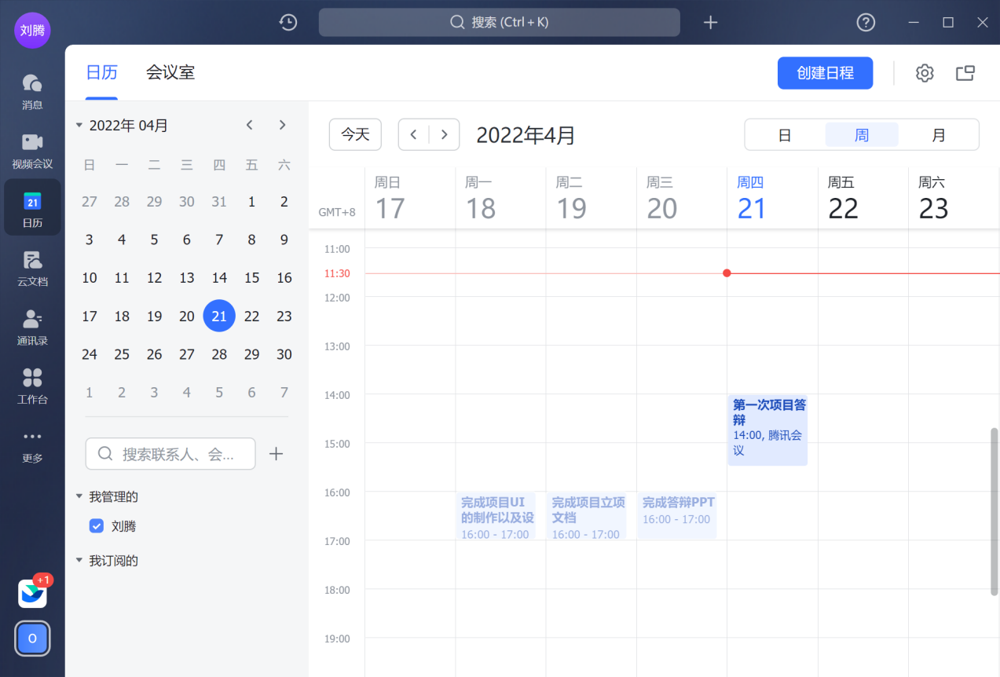 刘腾
搜索 (Ctrl + K)
消息
视频会议
21
日历
云文档
通讯录
工作台
更多
+1
O
日历 会议室
创建日程
2022年 04月
日 一 二 三 四 五 六
27 28 29 30 31 1 2
3 4 5 6 7 8 9
10 11 12 13 14 15 16
17 18 19 20 21 22 23
24 25 26 27 28 29 30
1 2 3 4 5 6 7
搜索联系人、会...
我管理的
刘腾
我订阅的
今天
2022年4月
日 周 月
周日 周一 周二 周三 周四 周五 周六
GMT+8 17 18 19 20 21 22 23
11:00
11:30
12:00
13:00
14:00
第一次项目答
辩
14:00, 腾讯会
议
15:00
16:00
完成项目UI
的制作以及设
16:00 - 17:00
完成项目立项
文档
16:00 - 17:00
完成答辩PPT
16:00 - 17:00
17:00
18:00
19:00